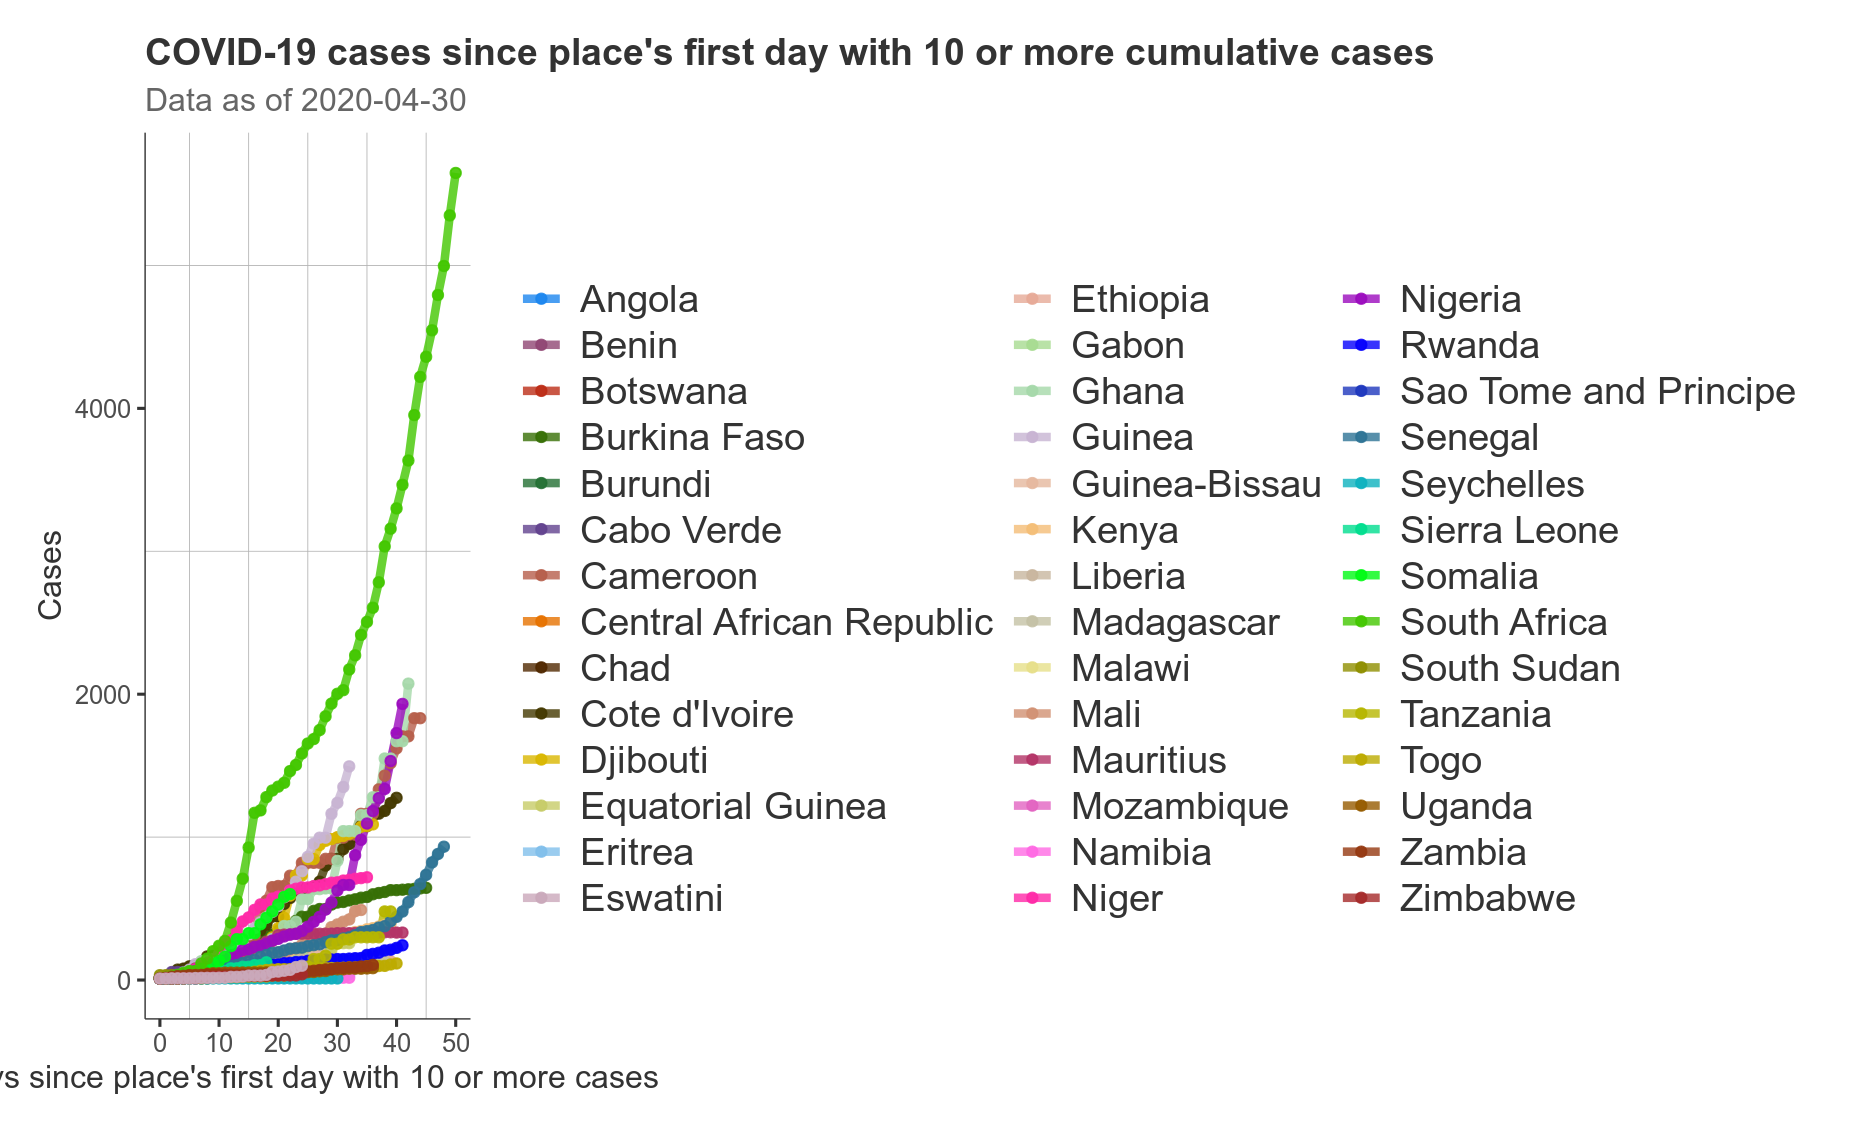 COVID-19 cases since place's first day with 10 or more cumulative cases
Data as of 2020-04-30
Cases
4000
2000
0
0 10 20 30 40 50
since place's first day with 10 or more cases
Angola
Benin
Botswana
Burkina Faso
Burundi
Cabo Verde
Cameroon
Central African Republic
Chad
Cote d'Ivoire
Djibouti
Equatorial Guinea
Eritrea
Eswatini
Ethiopia
Gabon
Ghana
Guinea
Guinea-Bissau
Kenya
Liberia
Madagascar
Malawi
Mali
Mauritius
Mozambique
Namibia
Niger
Nigeria
Rwanda
Sao Tome and Principe
Senegal
Seychelles
Sierra Leone
Somalia
South Africa
South Sudan
Tanzania
Togo
Uganda
Zambia
Zimbabwe